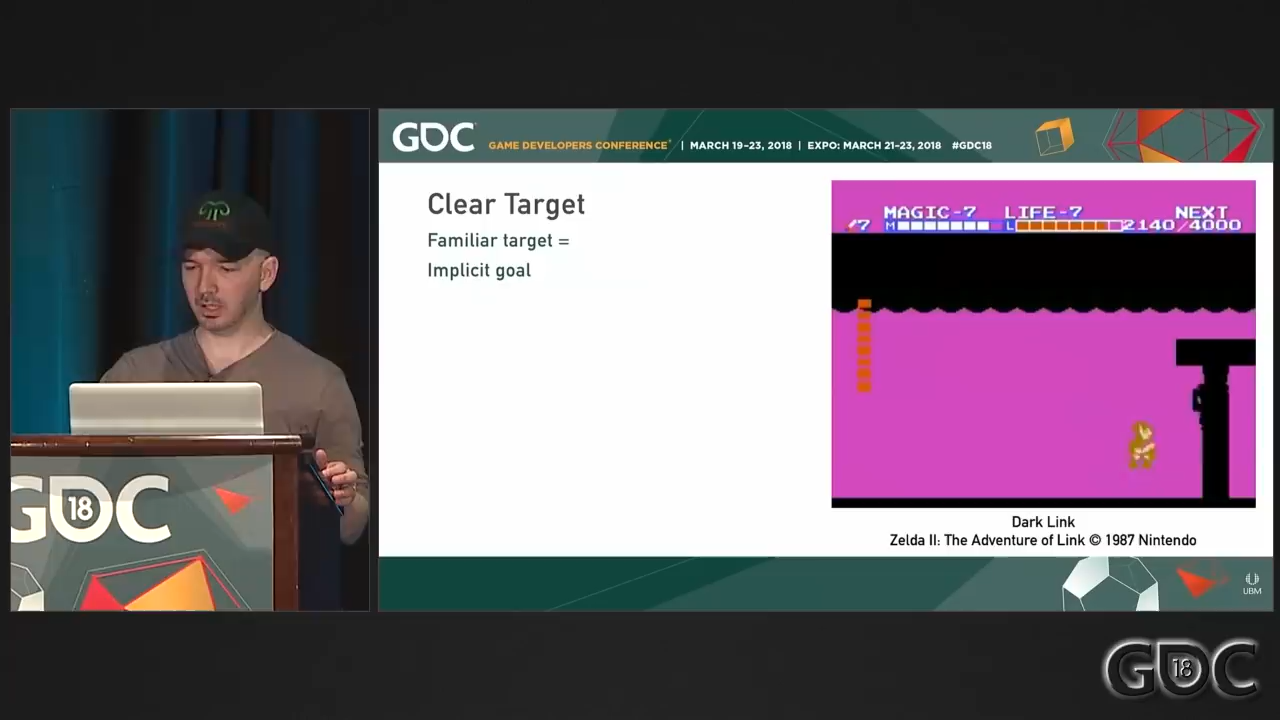 GDC
GAME DEVELOPERS CONFERENCE | MARCH 19-23, 2018 | EXPO: MARCH 21-23, 2018 #GDC18
Clear Target
Familiar target =
Implicit goal
MAGIC-7 LIFE-7 NEXT
7 M L 2140/4000
Dark Link
Zelda II: The Adventure of Link © 1987 Nintendo
UBM
GDC
18
GDC
18